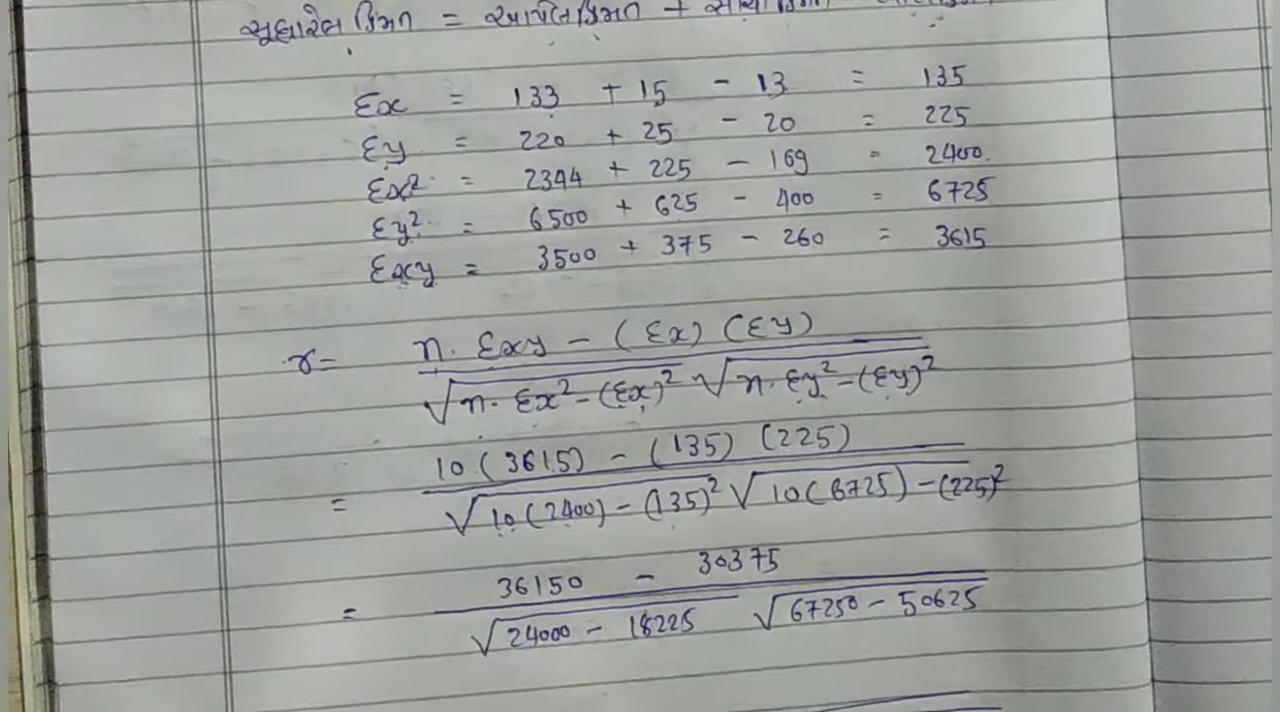 સુધારેલ કિંમત = આપેલ કિંમત + સાચી
Σx = 133 + 15 - 13 = 135
Σy = 220 + 25 - 20 = 225
Σx² = 2344 + 225 - 169 = 2400.
Σy² = 6500 + 625 - 400 = 6725
Σxy = 3500 + 375 - 260 = 3615
r = n. Σxy - (Σx) (Σy)
√n. Σx² - (Σx)² √n. Σy² - (Σy)²
= 10 (3615) - (135) (225)
√10 (2400) - (135)² √10 (6725) - (225)²
= 36150 - 30375
√24000 - 18225 √67250 - 50625